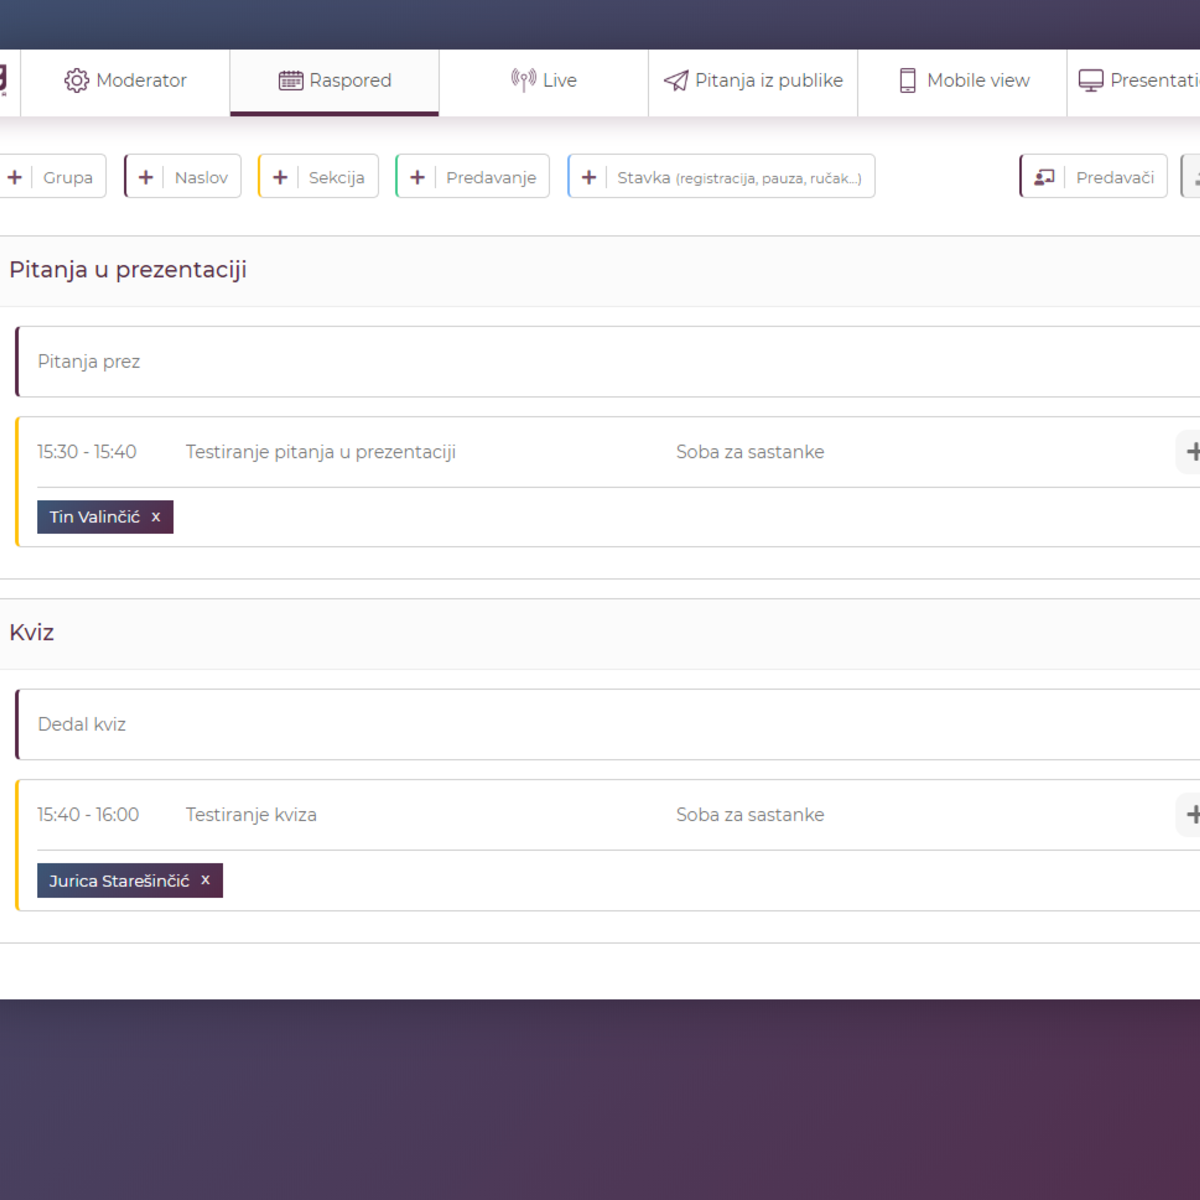 Moderator
Raspored
Live
Pitanja iz publike
Mobile view
Presentati
+ Grupa
+ Naslov
+ Sekcija
+ Predavanje
+ Stavka (registracija, pauza, ručak...)
Predavači
Pitanja u prezentaciji
Pitanja prez
15:30 - 15:40 Testiranje pitanja u prezentaciji Soba za sastanke +
Tin Valinčić x
Kviz
Dedal kviz
15:40 - 16:00 Testiranje kviza Soba za sastanke +
Jurica Starešinčić x